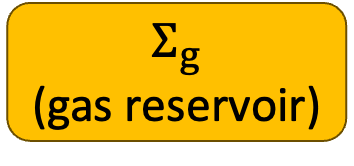 Σg
(gas reservoir)